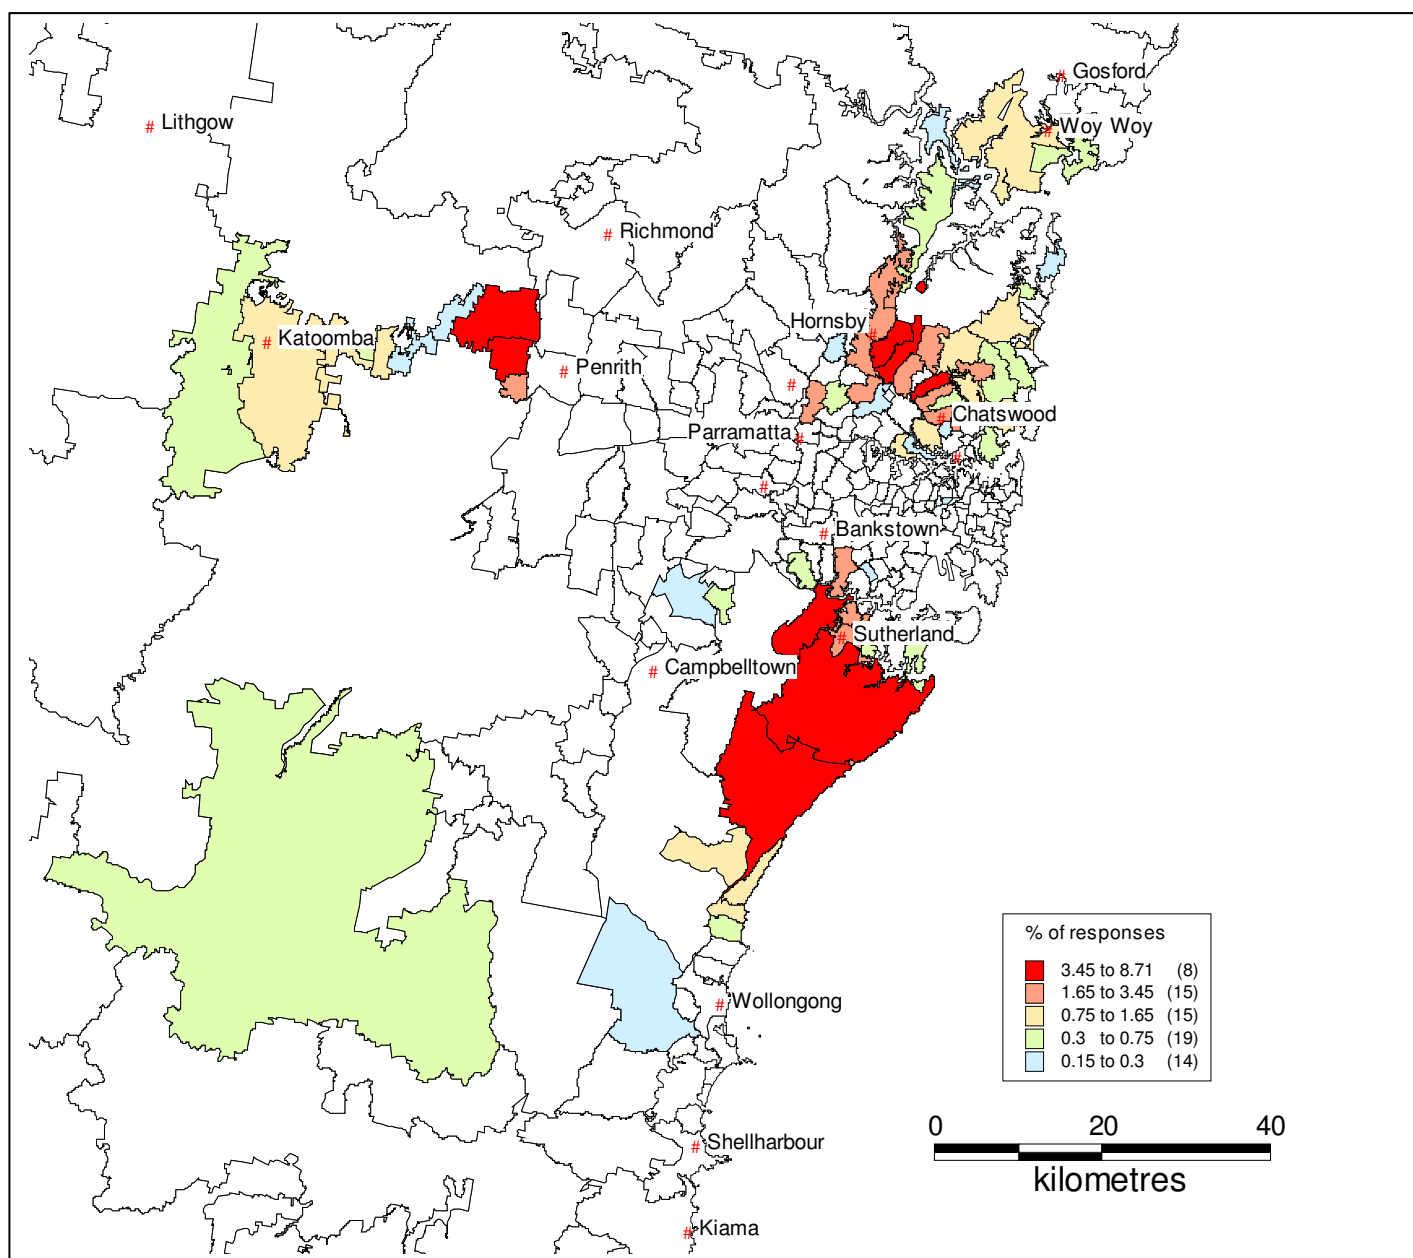 # Gosford
# Lithgow
# Woy Woy
# Richmond
Hornsby #
# Katoomba
# Penrith
#
# Chatswood
Parramatta #
#
#
# Bankstown
# Sutherland
# Campbelltown
% of responses
3.45 to 8.71 (8)
1.65 to 3.45 (15)
0.75 to 1.65 (15)
0.3 to 0.75 (19)
0.15 to 0.3 (14)
# Wollongong
0 20 40
kilometres
# Shellharbour
# Kiama